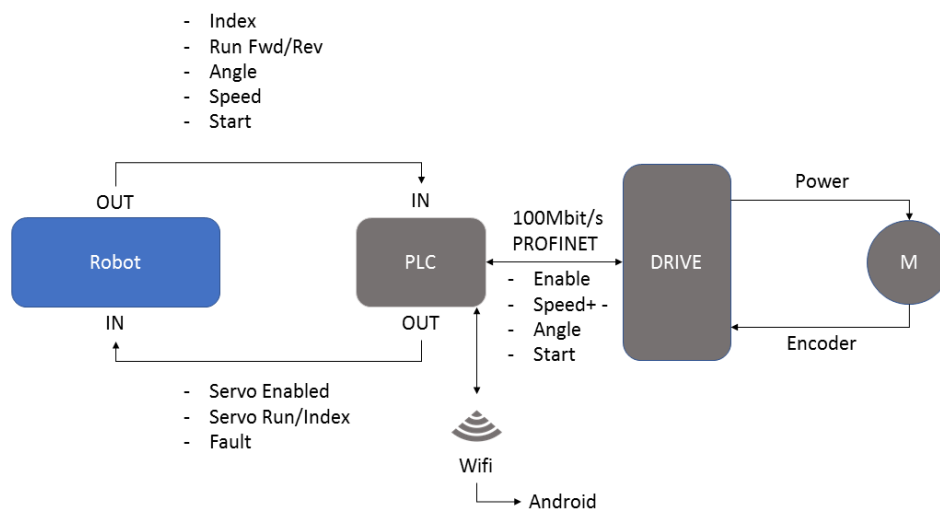 - Index
- Run Fwd/Rev
- Angle
- Speed
- Start
OUT
IN
Robot
PLC
100Mbit/s
PROFINET
DRIVE
Power
M
- Enable
- Speed+ -
- Angle
- Start
IN
OUT
Encoder
- Servo Enabled
- Servo Run/Index
- Fault
Wifi
Android